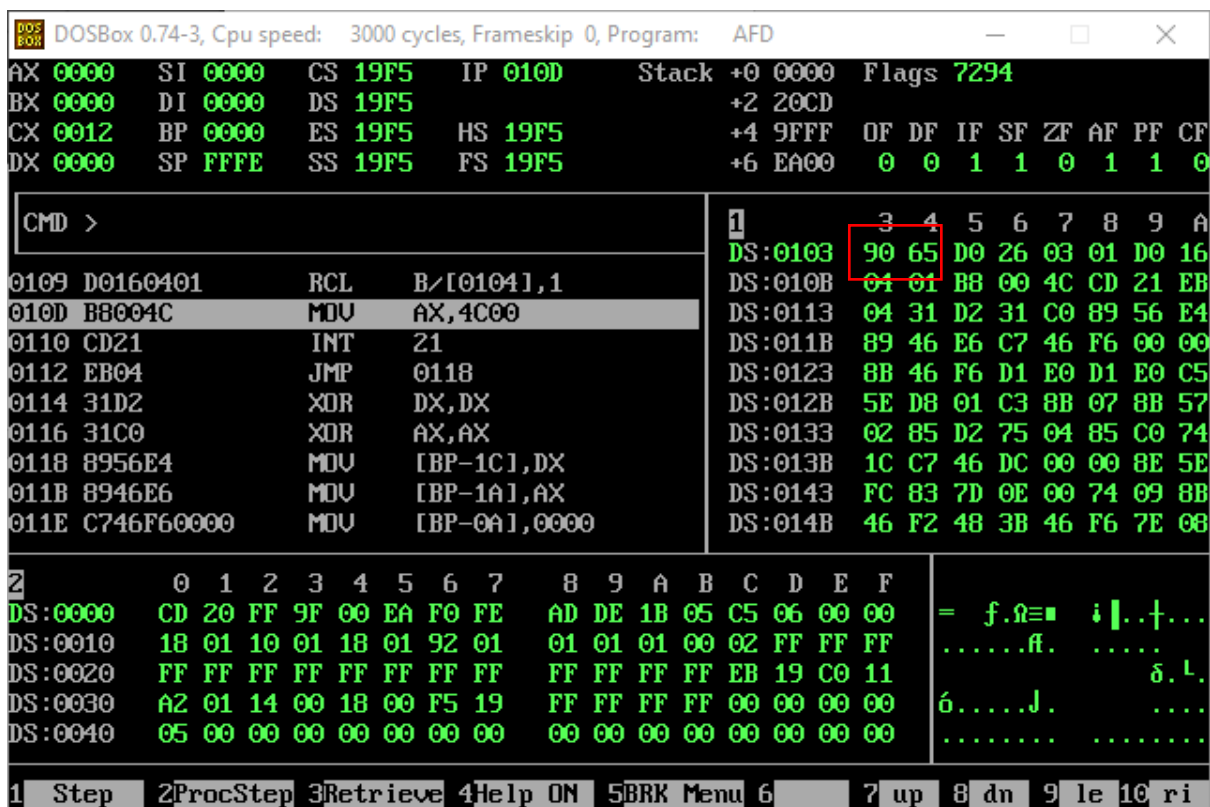 DOS BOX DOSBox 0.74-3, Cpu speed: 3000 cycles, Frameskip 0, Program: AFD
AX 0000 SI 0000 CS 19F5 IP 010D Stack +0 0000 Flags 7294
BX 0000 DI 0000 DS 19F5 +2 20CD
CX 0012 BP 0000 ES 19F5 HS 19F5 +4 9FFF OF DF IF SF ZF AF PF CF
DX 0000 SP FFFE SS 19F5 FS 19F5 +6 EA00 0 0 1 1 0 1 1 0
CMD >
0109 D0160401 RCL B/[0104],1
010D B8004C MOV AX,4C00
0110 CD21 INT 21
0112 EB04 JMP 0118
0114 31D2 XOR DX,DX
0116 31C0 XOR AX,AX
0118 8956E4 MOV [BP-1C],DX
011B 8946E6 MOV [BP-1A],AX
011E C746F60000 MOV [BP-0A],0000
1 3 4 5 6 7 8 9 A
DS:0103 90 65 D0 26 03 01 D0 16
DS:010B 04 01 B8 00 4C CD 21 EB
DS:0113 04 31 D2 31 C0 89 56 E4
DS:011B 89 46 E6 C7 46 F6 00 00
DS:0123 8B 46 F6 D1 E0 D1 E0 C5
DS:012B 5E D8 01 C3 8B 07 8B 57
DS:0133 02 85 D2 75 04 85 C0 74
DS:013B 1C C7 46 DC 00 00 8E 5E
DS:0143 FC 83 7D 0E 00 74 09 8B
DS:014B 46 F2 48 3B 46 F6 7E 08
2 0 1 2 3 4 5 6 7 8 9 A B C D E F
DS:0000 CD 20 FF 9F 00 EA F0 FE AD DE 1B 05 C5 06 00 00 = ƒ.Ω≡■ ¡▐..┼...
DS:0010 18 01 10 01 18 01 92 01 01 01 01 00 02 FF FF FF ......Æ. .....
DS:0020 FF FF FF FF FF FF FF FF FF FF FF FF EB 19 C0 11 δ.└.
DS:0030 A2 01 14 00 18 00 F5 19 FF FF FF FF 00 00 00 00 ó.....⌡. ....
DS:0040 05 00 00 00 00 00 00 00 00 00 00 00 00 00 00 00 ........ ........
1 Step 2ProcStep 3Retrieve 4Help ON 5BRK Menu 6 7 up 8 dn 9 le 10 ri